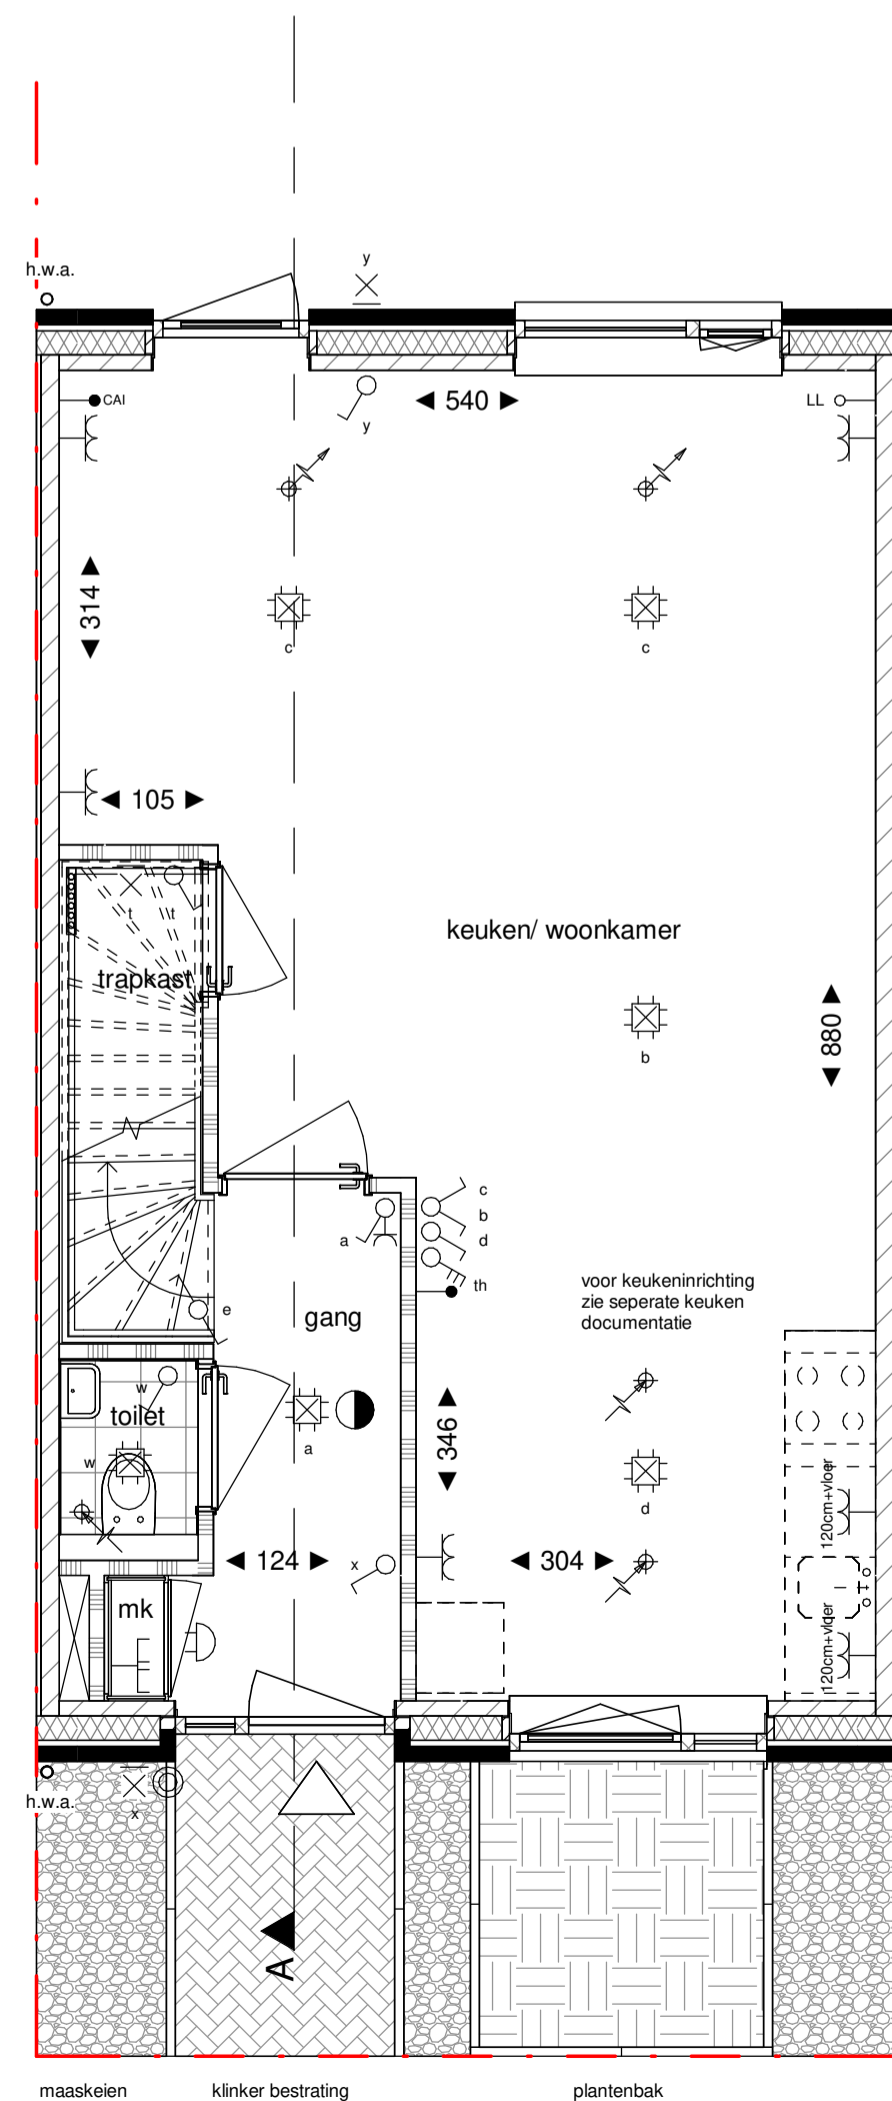 y
h.w.a.
CAI
540
LL
y
314
c
c
105
t
t
keuken/ woonkamer
trapkast
880
b
c
b
a
d
th
voor keukeninrichting
zie seperate keuken
documentatie
e
gang
w
toilet
a
346
w
d
120cm+vloer
124
x
304
mk
120cm+vloer
h.w.a.
x
A
maaskeien
klinker bestrating
plantenbak